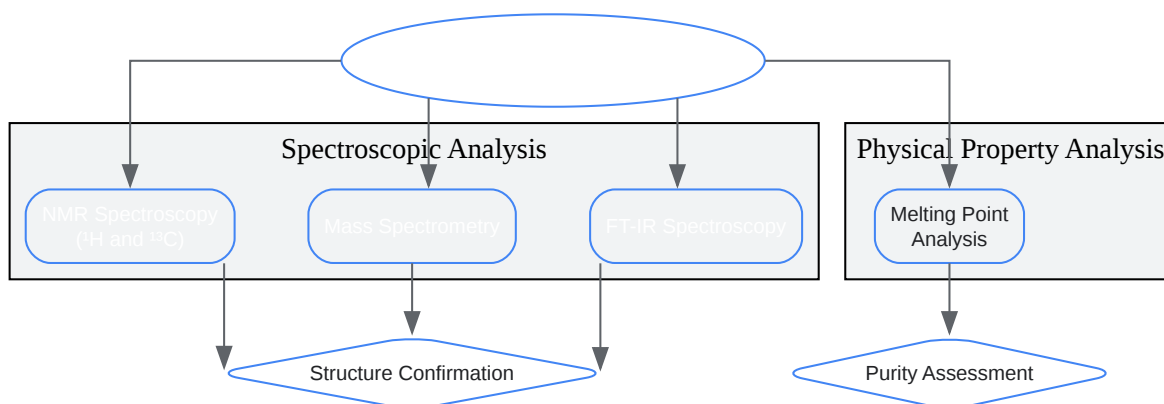 Spectroscopic Analysis
Physical Property Analysis
NMR Spectroscopy
(¹H and ¹³C)
Mass Spectrometry
FT-IR Spectroscopy
Melting Point
Analysis
Structure Confirmation
Purity Assessment